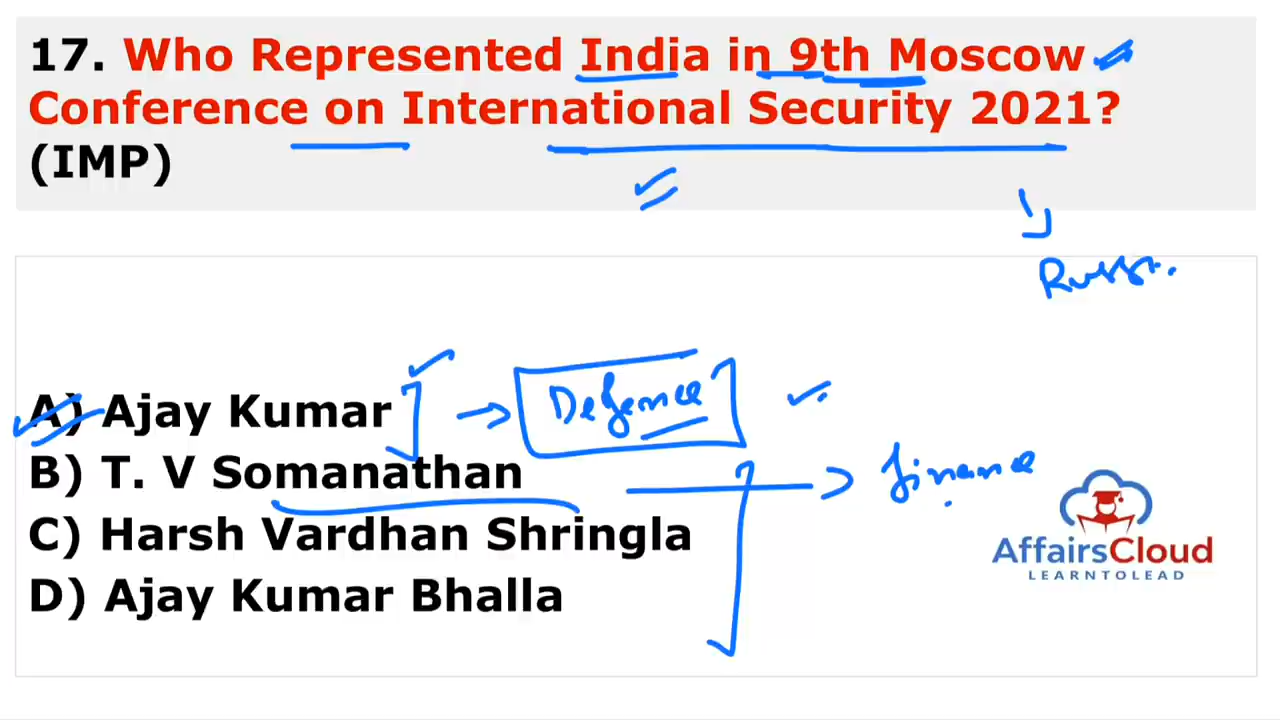 17. Who Represented India in 9th Moscow
Conference on International Security 2021?
(IMP)
A) Ajay Kumar
Defence
B) T. V Somanathan
finance
C) Harsh Vardhan Shringla
D) Ajay Kumar Bhalla
AffairsCloud
LEARNTOLEAD